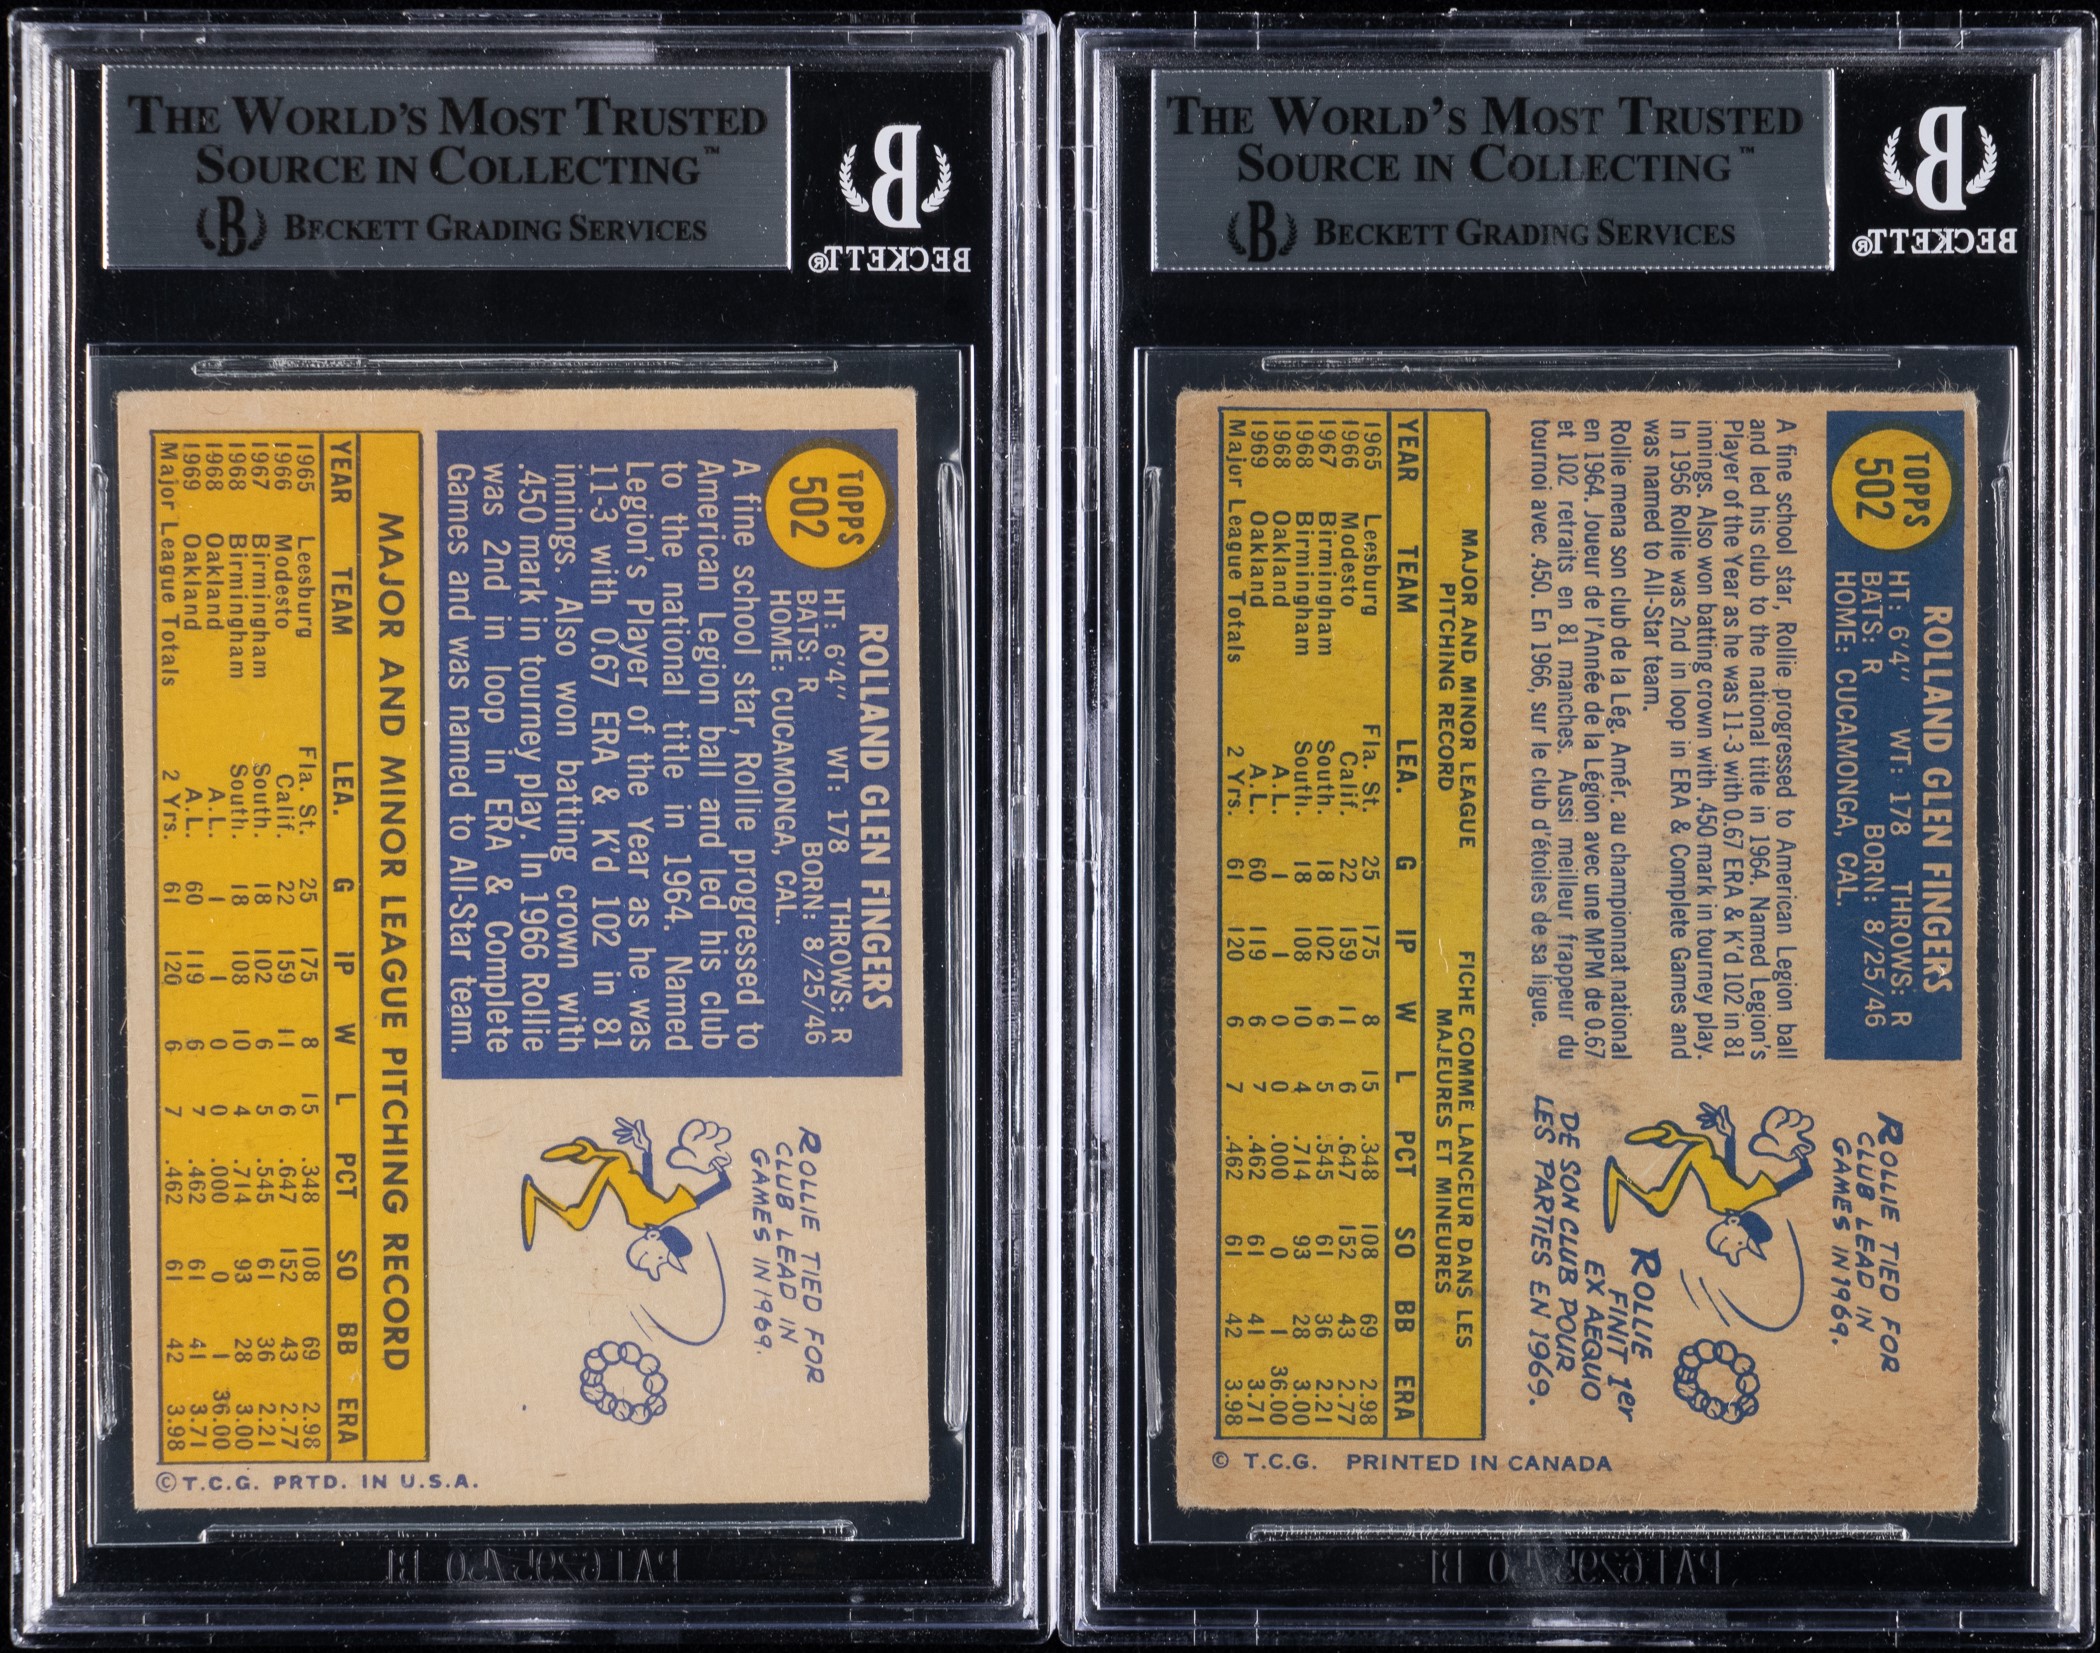 THE WORLD'S MOST TRUSTED
SOURCE IN COLLECTING™
B BECKETT GRADING SERVICES
B
BECKETT®
TOPPS
502
ROLLAND GLEN FINGERS
HT: 6'4" WT: 178 THROWS: R
BATS: R BORN: 8/25/46
HOME: CUCAMONGA, CAL.
A fine school star, Rollie progressed to
American Legion ball and led his club
to the national title in 1964. Named
Legion's Player of the Year as he was
11-3 with 0.67 ERA & K'd 102 in 81
innings. Also won batting crown with
.450 mark in tourney play. In 1966 Rollie
was 2nd in loop in ERA & Complete
Games and was named to All-Star team.
ROLLIE TIED FOR
CLUB LEAD IN
GAMES IN 1969.
MAJOR AND MINOR LEAGUE PITCHING RECORD
YEAR TEAM LEA. G IP W L PCT SO BB ERA
1965 Leesburg Fla. St. 25 175 8 15 .348 108 69 2.98
1966 Modesto Calif. 22 159 11 6 .647 152 43 2.77
1967 Birmingham South. 18 102 6 5 .545 61 36 2.21
1968 Birmingham South. 18 108 10 4 .714 93 28 3.00
1968 Oakland A.L. 1 1 0 0 .000 0 1 36.00
1969 Oakland A.L. 60 119 6 7 .462 61 41 3.71
Major League Totals 2 Yrs. 61 120 6 7 .462 61 42 3.98
© T.C.G. PRTD. IN U.S.A.
THE WORLD'S MOST TRUSTED
SOURCE IN COLLECTING™
B BECKETT GRADING SERVICES
B
BECKETT®
TOPPS
502
ROLLAND GLEN FINGERS
HT: 6'4" WT: 178 THROWS: R
BATS: R BORN: 8/25/46
HOME: CUCAMONGA, CAL.
A fine school star, Rollie progressed to American Legion ball
and led his club to the national title in 1964. Named Legion's
Player of the Year as he was 11-3 with 0.67 ERA & K'd 102 in 81
innings. Also won batting crown with .450 mark in tourney play.
In 1966 Rollie was 2nd in loop in ERA & Complete Games and
was named to All-Star team.
Rollie mena son club de la Lég. Amér. au championnat national
en 1964. Joueur de l'Année de la Légion avec une MPM de 0.67
et 102 retraits en 81 manches. Aussi meilleur frappeur du
tournoi avec .450. En 1966, sur le club d'étoiles de sa ligue.
ROLLIE TIED FOR
CLUB LEAD IN
GAMES IN 1969.
ROLLIE
FINIT 1er
EX AEQUO
DE SON CLUB POUR
LES PARTIES EN 1969.
MAJOR AND MINOR LEAGUE
PITCHING RECORD
FICHE COMME LANCEUR DANS LES
MAJEURES ET MINEURES
YEAR TEAM LEA. G IP W L PCT SO BB ERA
1965 Leesburg Fla. St. 25 175 8 15 .348 108 69 2.98
1966 Modesto Calif. 22 159 11 6 .647 152 43 2.77
1967 Birmingham South. 18 102 6 5 .545 61 36 2.21
1968 Birmingham South. 18 108 10 4 .714 93 28 3.00
1968 Oakland A.L. 1 1 0 0 .000 0 1 36.00
1969 Oakland A.L. 60 119 6 7 .462 61 41 3.71
Major League Totals 2 Yrs. 61 120 6 7 .462 61 42 3.98
© T.C.G. PRINTED IN CANADA